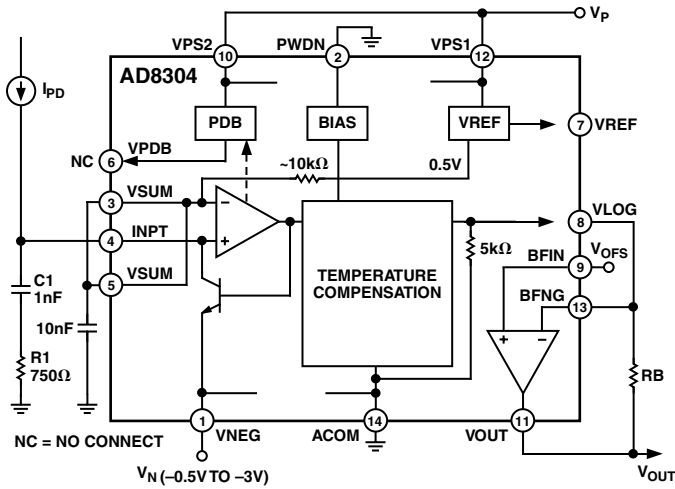 V_P
VPS2
PWDN
VPS1
10
2
12
AD8304
I_PD
PDB
BIAS
VREF
7
VREF
VPDB
NC
6
~10kΩ
0.5V
VSUM
3
–
8
VLOG
INPT
4
+
5kΩ
BFIN
V_OFS
9
C1
1nF
VSUM
5
TEMPERATURE
COMPENSATION
BFNG
13
10nF
+
–
R1
750Ω
RB
1
VNEG
14
ACOM
11
VOUT
NC = NO CONNECT
V_N (–0.5V TO –3V)
V_OUT